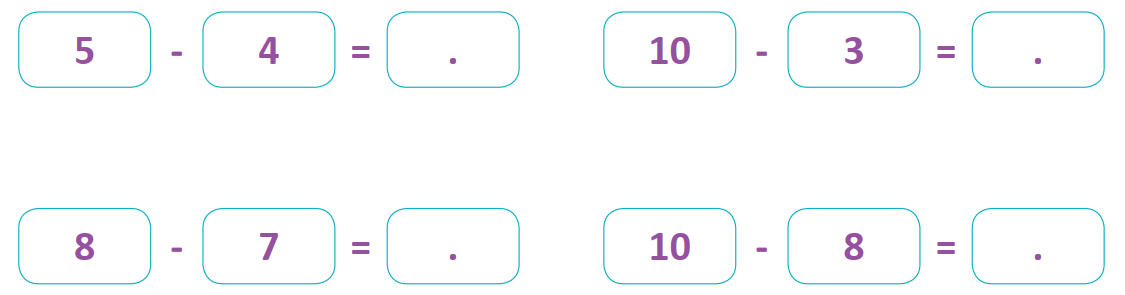 5 - 4 = . 10 - 3 = .
8 - 7 = . 10 - 8 = .